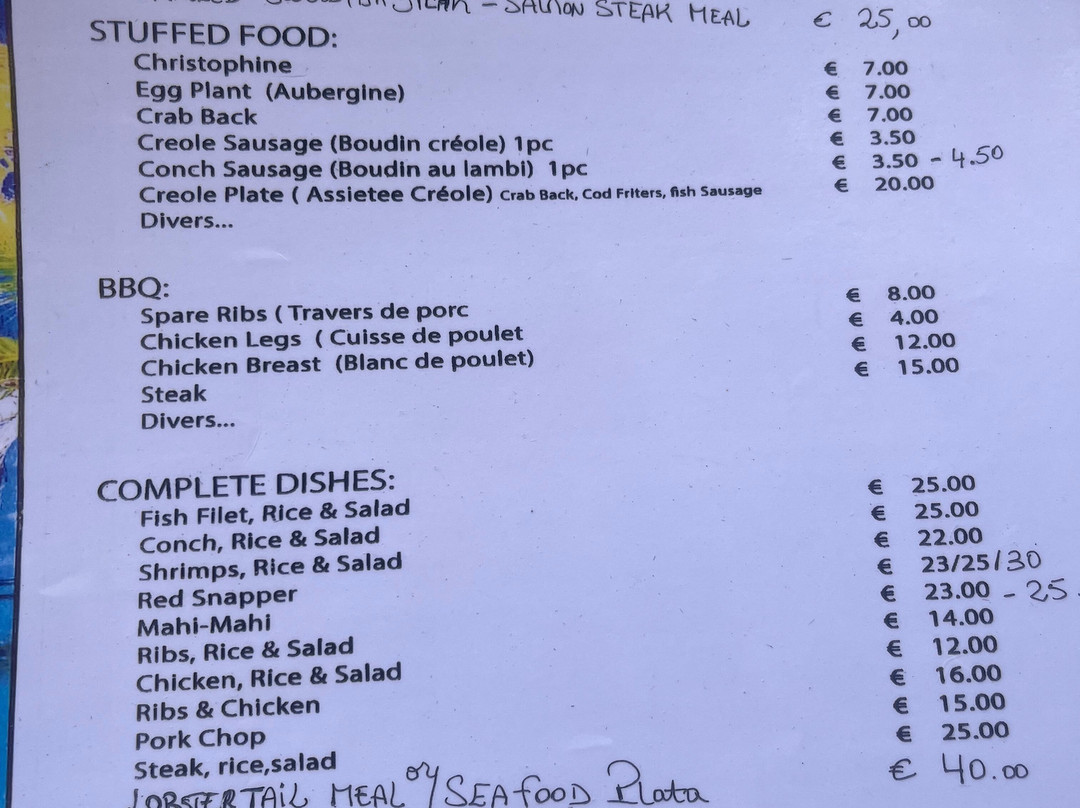 STEAK - SALMON STEAK MEAL € 25,00
STUFFED FOOD:
Christophine € 7.00
Egg Plant (Aubergine) € 7.00
Crab Back € 7.00
Creole Sausage (Boudin créole) 1pc € 3.50
Conch Sausage (Boudin au lambi) 1pc € 3.50 - 4.50
Creole Plate ( Assietee Créole) Crab Back, Cod Friters, fish Sausage € 20.00
Divers...
BBQ:
Spare Ribs ( Travers de porc € 8.00
Chicken Legs ( Cuisse de poulet € 4.00
Chicken Breast (Blanc de poulet) € 12.00
Steak € 15.00
Divers...
COMPLETE DISHES:
Fish Filet, Rice & Salad € 25.00
Conch, Rice & Salad € 25.00
Shrimps, Rice & Salad € 22.00
Red Snapper € 23/25/30
Mahi-Mahi € 23.00 - 25.
Ribs, Rice & Salad € 14.00
Chicken, Rice & Salad € 12.00
Ribs & Chicken € 16.00
Pork Chop € 15.00
Steak, rice,salad € 25.00
LOBSTER TAIL MEAL or SEAfooD Plata € 40.00